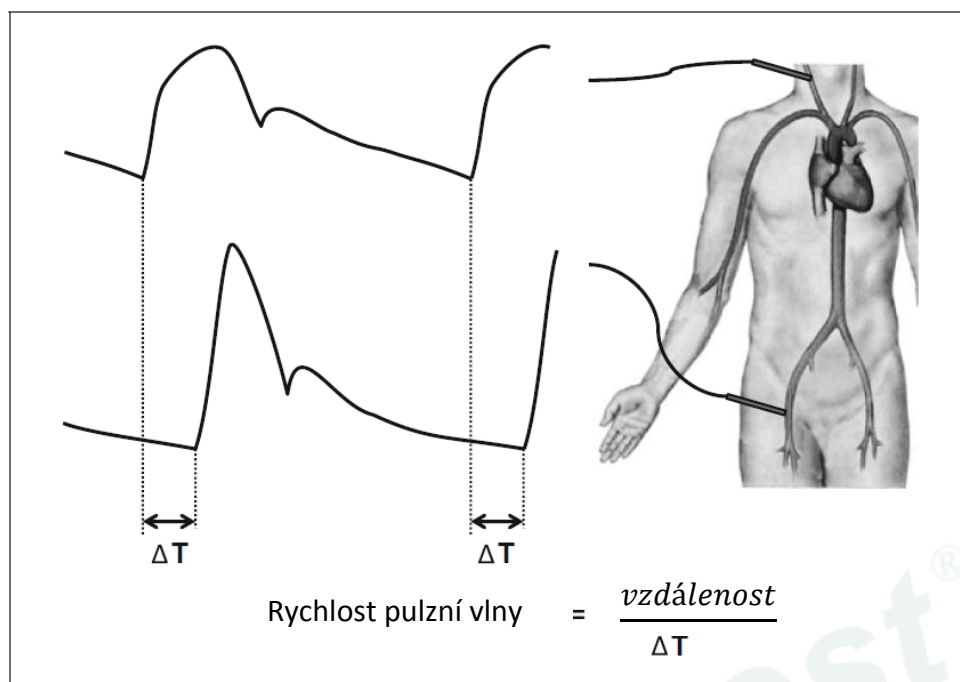 ΔT ΔT
Rychlost pulzní vlny = vzdálenost
ΔT
®